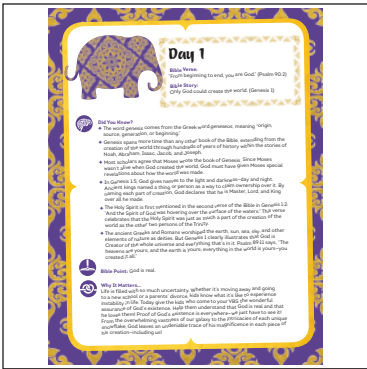 Day 1
Bible Verse:
"From beginning to end, you are God." (Psalm 90:2)
Bible Story:
Only God could create the world. (Genesis 1)
Did You Know?
✦ The word genesis comes from the Greek word geneseos, meaning "origin,
source, generation, or beginning."
✦ Genesis spans more time than any other book of the Bible, extending from the
creation of the world through hundreds of years of history within the stories of
Noah, Abraham, Isaac, Jacob, and Joseph.
✦ Most scholars agree that Moses wrote the book of Genesis. Since Moses
wasn't alive when God created the world, God must have given Moses special
revelations about how the world was made.
✦ In Genesis 1:5, God gives names to the light and darkness—day and night.
Ancient kings named a thing or person as a way to claim ownership over it. By
naming each part of creation, God declares that he is Master, Lord, and King
over all he made.
✦ The Holy Spirit is first mentioned in the second verse of the Bible in Genesis 1:2:
"And the Spirit of God was hovering over the surface of the waters." That verse
celebrates that the Holy Spirit was just as much a part of the creation of the
world as the other two persons of the Trinity.
✦ The ancient Greeks and Romans worshiped the earth, sun, sea, day, and other
elements of nature as deities. But Genesis 1 clearly illustrates that God is
Creator of the whole universe and everything that's in it. Psalm 89:11 says, "The
heavens are yours, and the earth is yours; everything in the world is yours—you
created it all."
Bible Point: God is real.
Why It Matters...
Life is filled with so much uncertainty. Whether it's moving away and going
to a new school or a parents' divorce, kids know what it's like to experience
instability in life. Today give the kids who come to your VBS the wonderful
assurance of God's existence. Help them understand that God is real and that
he loves them! Proof of God's existence is everywhere—we just have to see it!
From the overwhelming vastness of our galaxy to the intricacies of each unique
snowflake, God leaves an undeniable trace of his magnificence in each piece of
his creation—including us!